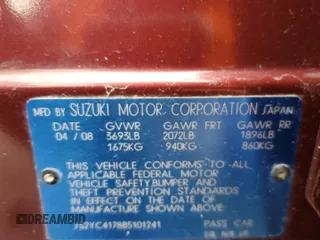 MFD BY SUZUKI MOTOR CORPORATION JAPAN
DATE GVWR GAWR FRT GAWR RR
04 / 08 3693LB 2072LB 1896LB
1675KG 940KG 860KG
THIS VEHICLE CONFORMS TO ALL
APPLICABLE FEDERAL MOTOR
VEHICLE SAFETY, BUMPER AND
THEFT PREVENTION STANDARDS
IN EFFECT ON THE DATE OF
MANUFACTURE SHOWN ABOVE
PASS CAR
DREAMBID